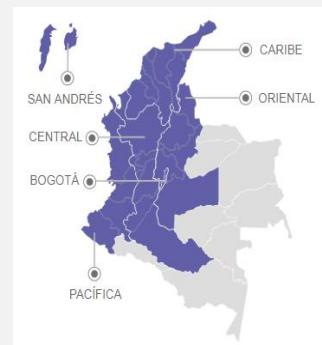 CARIBE
SAN ANDRÉS
ORIENTAL
CENTRAL
BOGOTÁ
PACÍFICA